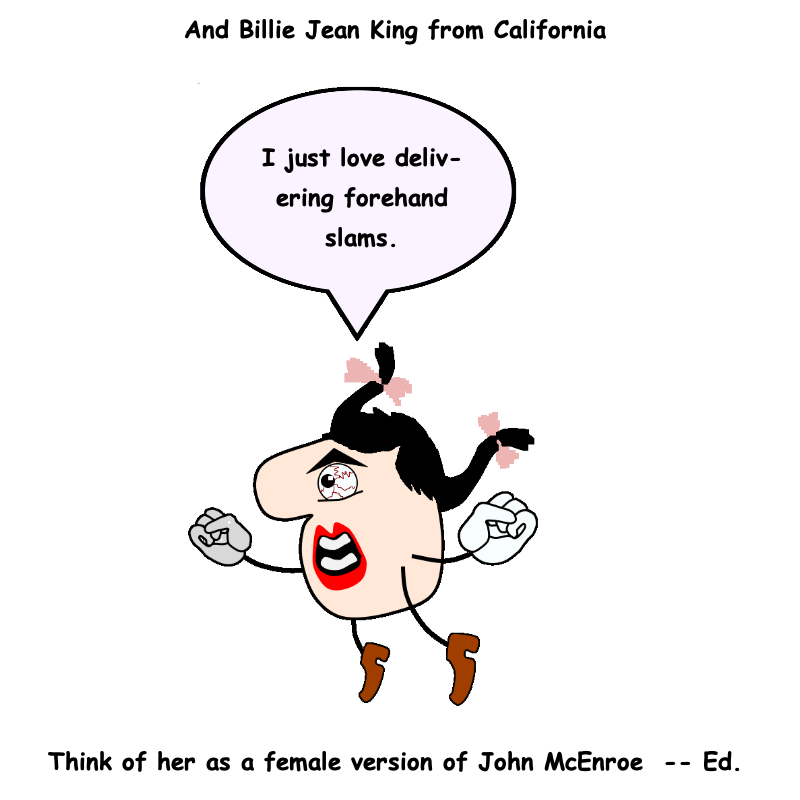 And Billie Jean King from California
I just love deliv-
ering forehand
slams.
Think of her as a female version of John McEnroe  -- Ed.